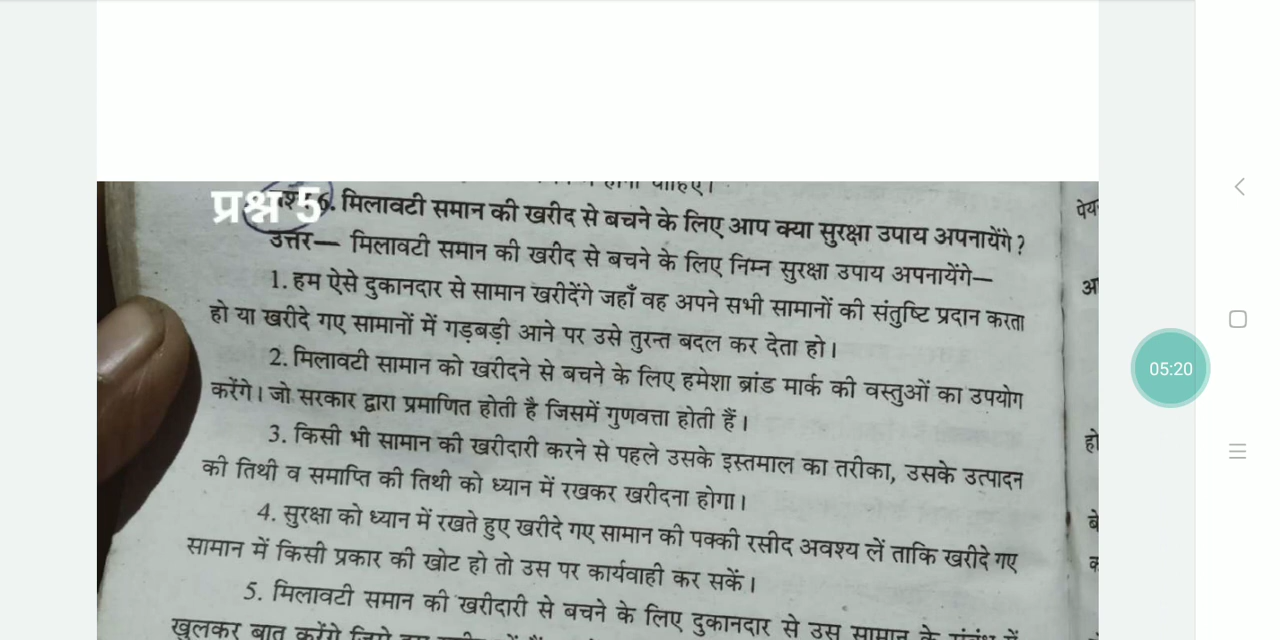 चाहिए।
प्रश्न 5
6. मिलावटी समान की खरीद से बचने के लिए आप क्या सुरक्षा उपाय अपनायेंगे?
उत्तर— मिलावटी समान की खरीद से बचने के लिए निम्न सुरक्षा उपाय अपनायेंगे—
1. हम ऐसे दुकानदार से सामान खरीदेंगे जहाँ वह अपने सभी सामानों की संतुष्टि प्रदान करता
हो या खरीदे गए सामानों में गड़बड़ी आने पर उसे तुरन्त बदल कर देता हो।
2. मिलावटी सामान को खरीदने से बचने के लिए हमेशा ब्रांड मार्क की वस्तुओं का उपयोग
करेंगे। जो सरकार द्वारा प्रमाणित होती है जिसमें गुणवत्ता होती हैं।
3. किसी भी सामान की खरीदारी करने से पहले उसके इस्तमाल का तरीका, उसके उत्पादन
की तिथी व समाप्ति की तिथी को ध्यान में रखकर खरीदना होगा।
4. सुरक्षा को ध्यान में रखते हुए खरीदे गए सामान की पक्की रसीद अवश्य लें ताकि खरीदे गए
सामान में किसी प्रकार की खोट हो तो उस पर कार्यवाही कर सकें।
5. मिलावटी समान की खरीदारी से बचने के लिए दुकानदार से उस सामान के संबंध में
खुलकर बात करेंगे
05:20